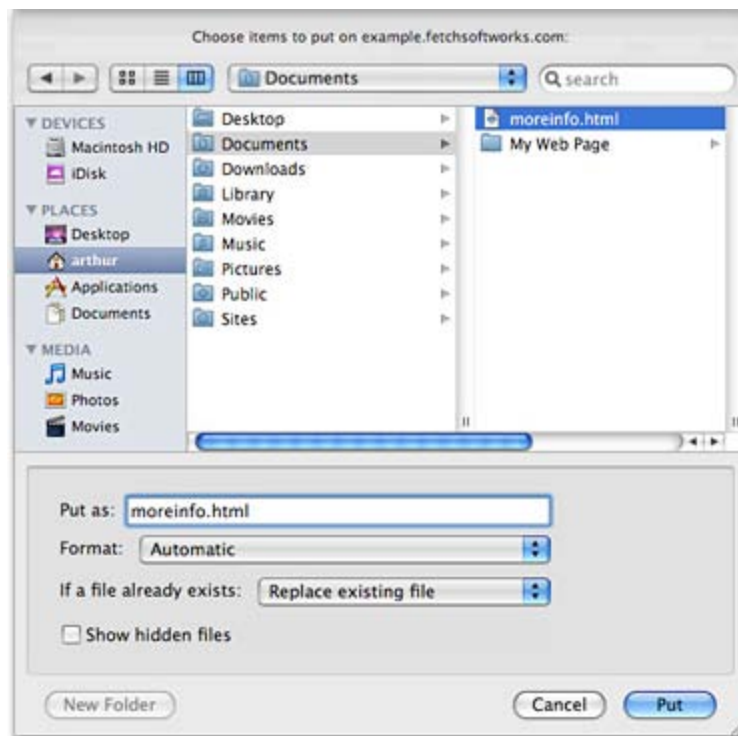 Choose items to put on example.fetchsoftworks.com:
Documents
search
DEVICES
Macintosh HD
iDisk
PLACES
Desktop
arthur
Applications
Documents
MEDIA
Music
Photos
Movies
Desktop
Documents
Downloads
Library
Movies
Music
Pictures
Public
Sites
moreinfo.html
My Web Page
Put as: moreinfo.html
Format: Automatic
If a file already exists: Replace existing file
Show hidden files
New Folder
Cancel
Put